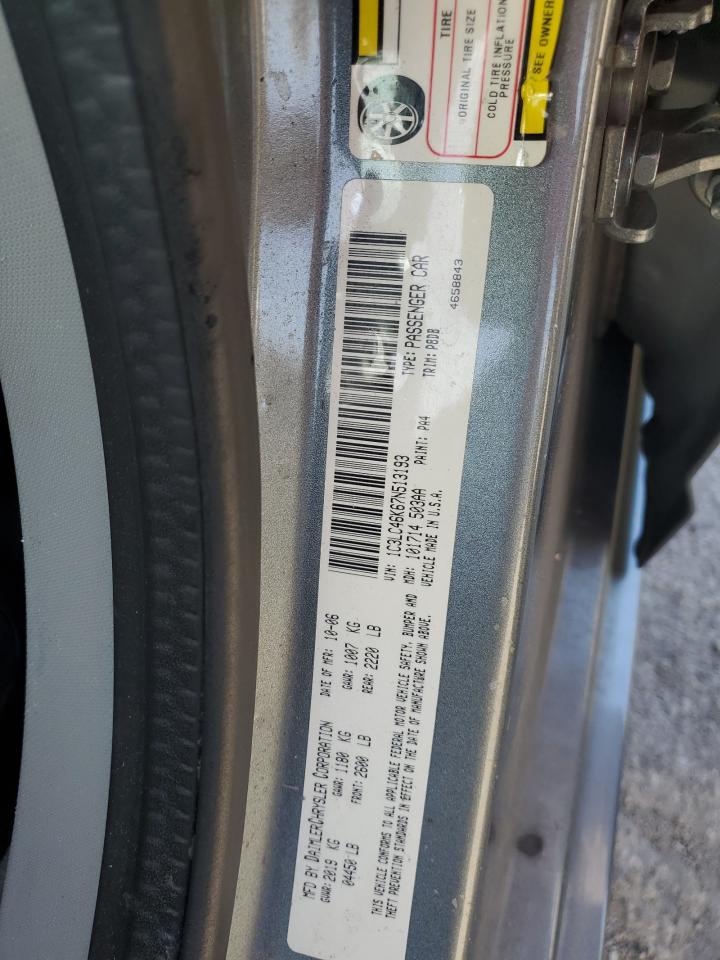 MFD BY DAIMLERCHRYSLER CORPORATION
DATE OF MFR: 10-06
GVWR: 2019 KG
GAWR: 1180 KG
GAWR: 1007 KG
04450 LB
FRONT: 2600 LB
REAR: 2220 LB
THIS VEHICLE CONFORMS TO ALL APPLICABLE FEDERAL MOTOR VEHICLE SAFETY, BUMPER AND
THEFT PREVENTION STANDARDS IN EFFECT ON THE DATE OF MANUFACTURE SHOWN ABOVE.
VIN: 1C3LC46K67N513193
TYPE: PASSENGER CAR
MDH: 101714 503AA
PAINT: PA4
TRIM: P8DB
VEHICLE MADE IN U.S.A.
4658843
TIRE
ORIGINAL TIRE SIZE
COLD TIRE INFLATION
PRESSURE
SEE OWNER